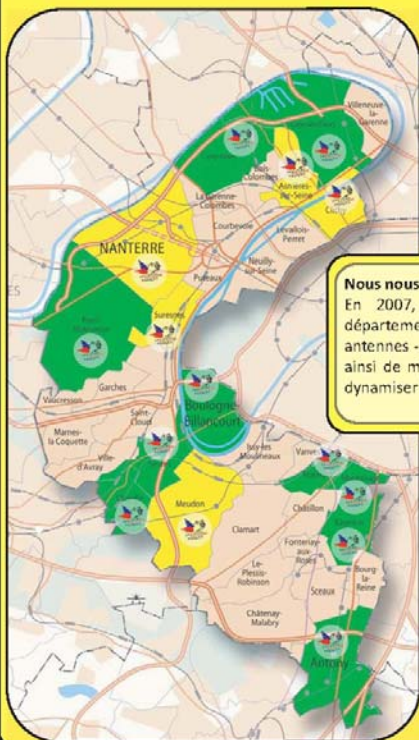 Villeneuve-
la-
Garenne
Bois-
Colombes
Asnières-
sur-Seine
Clichy
La Garenne-
Colombes
Courbevoie
Levallois-
Perret
NANTERRE
Neuilly-
sur-Seine
Puteaux
Suresnes
Rueil-
Malmaison
Nous nous
En 2007,
départeme
antennes -
ainsi de m
dynamiser
Garches
Vaucresson
Saint-
Cloud
Boulogne-
Billancourt
Marnes-
la Coquette
Ville-
d'Avray
Issy-les
Moulineaux
Meudon
Clamart
Châtillon
Fontenay-
aux-
Roses
Bourg-
la-
Reine
Le-
Plessis-
Robinson
Sceaux
Châtenay-
Malabry
Antony